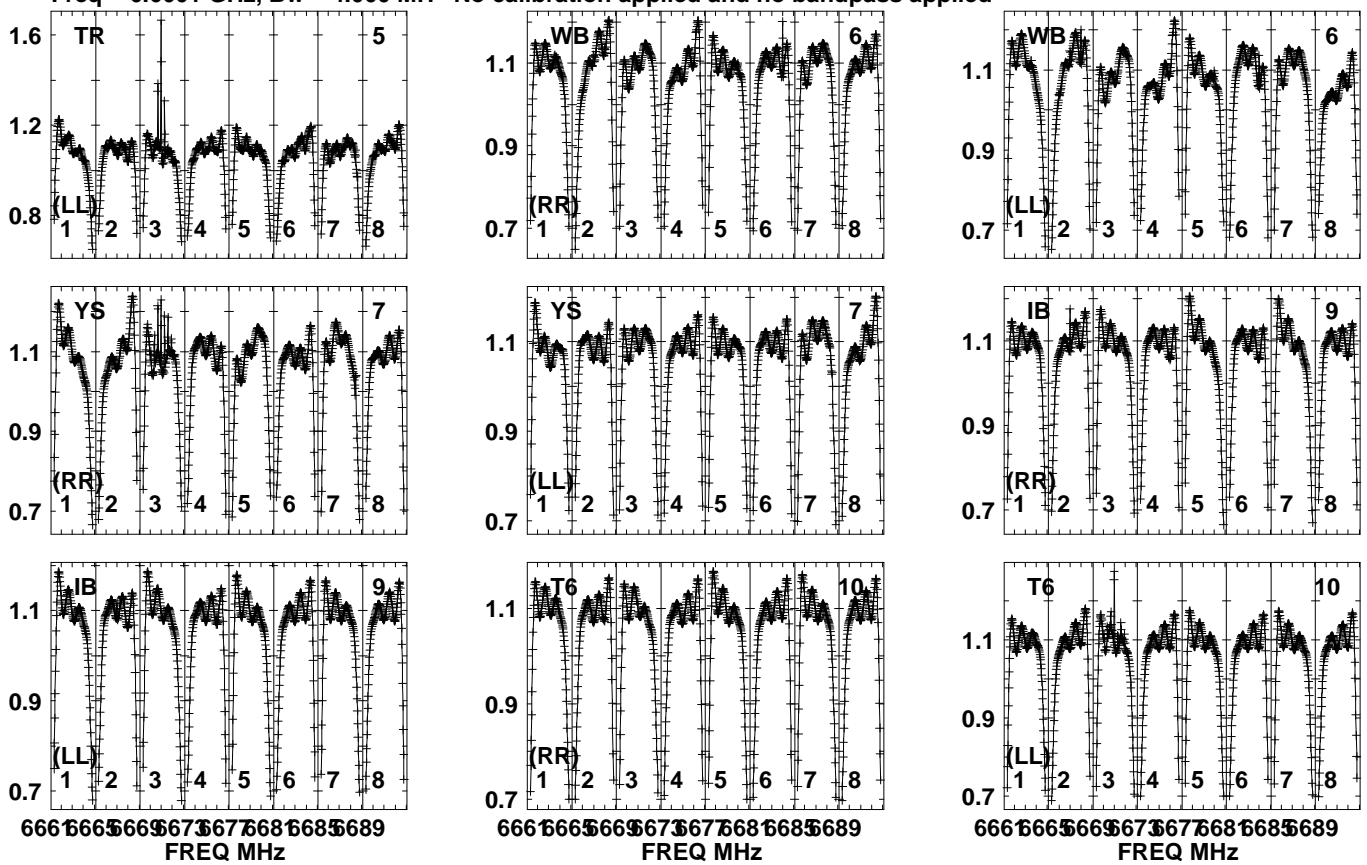 No calibration applied and no bandpass applied
TR 5
1.6
1.2
0.8
(LL)
1 2 3 4 5 6 7 8
WB 6
1.1
0.9
0.7
(RR)
1 2 3 4 5 6 7 8
WB 6
1.1
0.9
0.7
(LL)
1 2 3 4 5 6 7 8
YS 7
1.1
0.9
0.7
(RR)
1 2 3 4 5 6 7 8
YS 7
1.1
0.9
0.7
(LL)
1 2 3 4 5 6 7 8
IB 9
1.1
0.9
0.7
(RR)
1 2 3 4 5 6 7 8
IB 9
1.1
0.9
0.7
(LL)
1 2 3 4 5 6 7 8
6661 6665 6669 6673 6677 6681 6685 6689
FREQ MHz
T6 10
1.1
0.9
0.7
(RR)
1 2 3 4 5 6 7 8
6661 6665 6669 6673 6677 6681 6685 6689
FREQ MHz
T6 10
1.1
0.9
0.7
(LL)
1 2 3 4 5 6 7 8
6661 6665 6669 6673 6677 6681 6685 6689
FREQ MHz